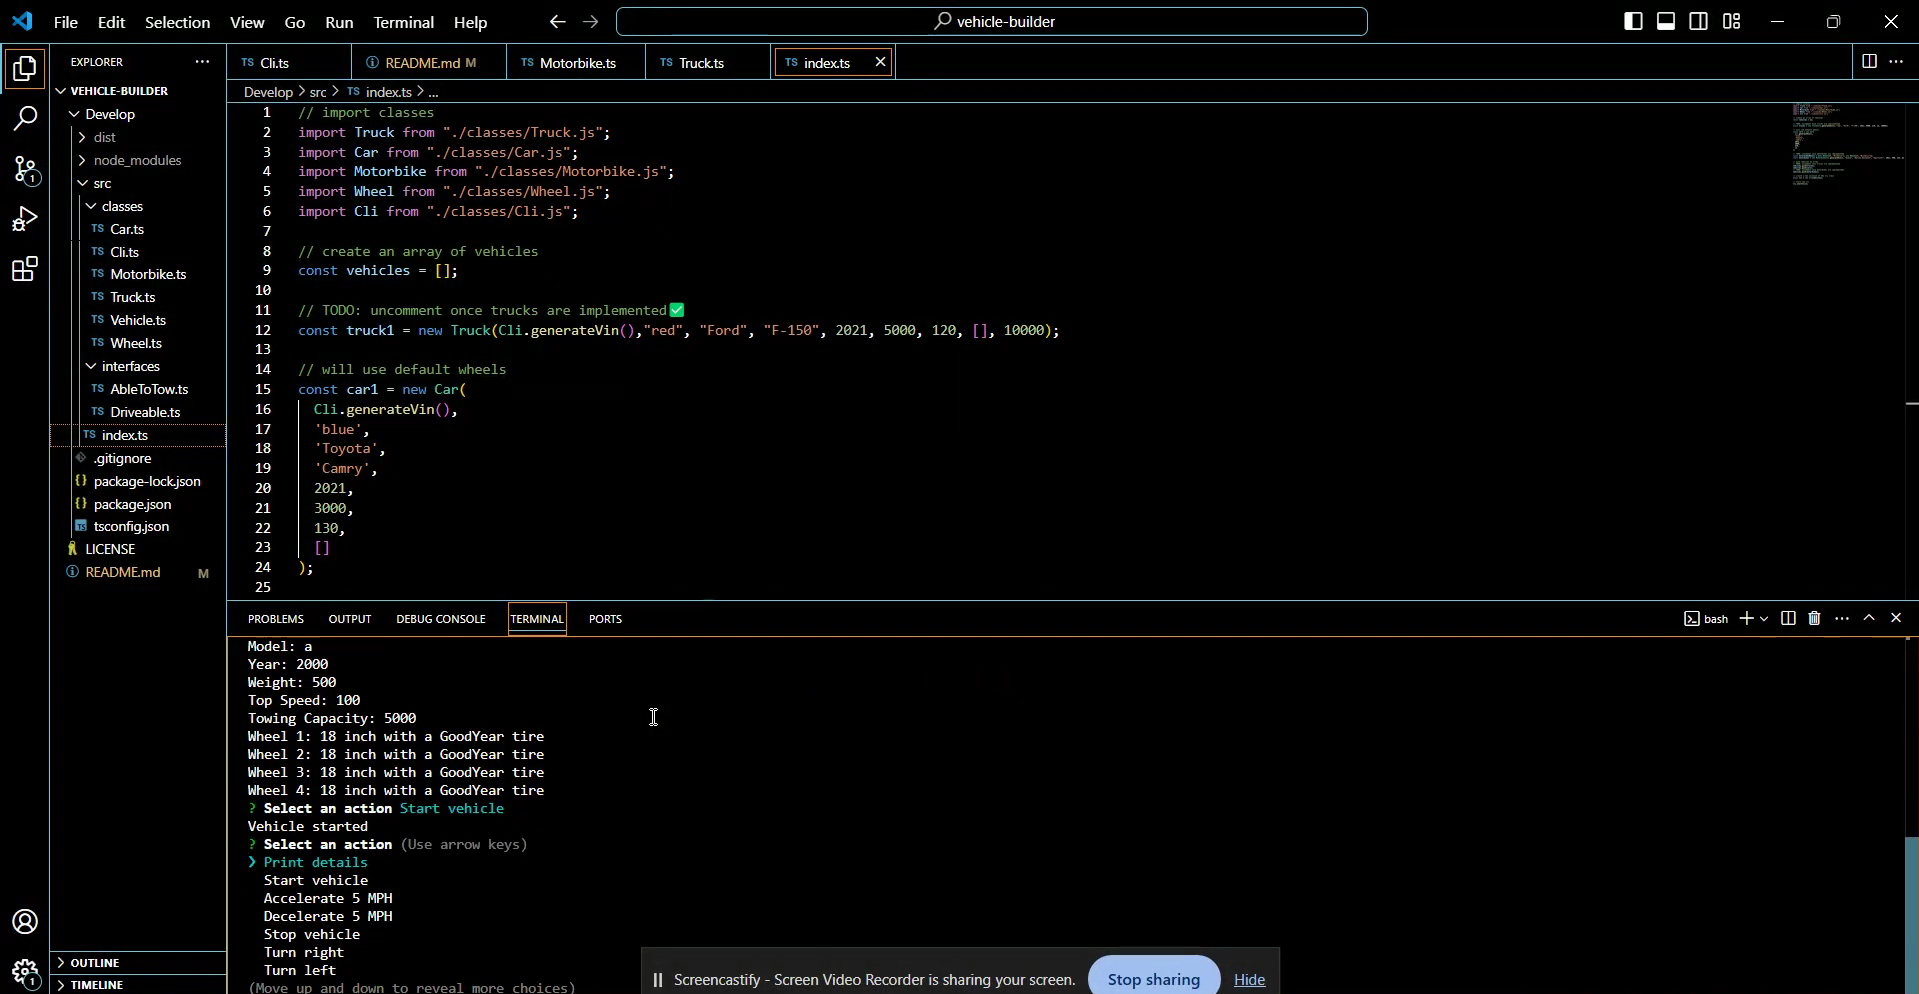 File Edit Selection View Go Run Terminal Help
vehicle-builder
EXPLORER
VEHICLE-BUILDER
Develop
dist
node_modules
src
classes
TS Car.ts
TS Cli.ts
TS Motorbike.ts
TS Truck.ts
TS Vehicle.ts
TS Wheel.ts
interfaces
TS AbleToTow.ts
TS Driveable.ts
TS index.ts
.gitignore
{} package-lock.json
{} package.json
tsconfig.json
LICENSE
README.md M
OUTLINE
TIMELINE
1
1
TS Cli.ts README.md M TS Motorbike.ts TS Truck.ts TS index.ts
Develop > src > TS index.ts > ...
1 // import classes
2 import Truck from "./classes/Truck.js";
3 import Car from "./classes/Car.js";
4 import Motorbike from "./classes/Motorbike.js";
5 import Wheel from "./classes/Wheel.js";
6 import Cli from "./classes/Cli.js";
7
8 // create an array of vehicles
9 const vehicles = [];
10
11 // TODO: uncomment once trucks are implemented✅
12 const truck1 = new Truck(Cli.generateVin(),"red", "Ford", "F-150", 2021, 5000, 120, [], 10000);
13
14 // will use default wheels
15 const car1 = new Car(
16 Cli.generateVin(),
17 'blue',
18 'Toyota',
19 'Camry',
20 2021,
21 3000,
22 130,
23 []
24 );
25
PROBLEMS OUTPUT DEBUG CONSOLE TERMINAL PORTS
bash
Model: a
Year: 2000
Weight: 500
Top Speed: 100
Towing Capacity: 5000
Wheel 1: 18 inch with a GoodYear tire
Wheel 2: 18 inch with a GoodYear tire
Wheel 3: 18 inch with a GoodYear tire
Wheel 4: 18 inch with a GoodYear tire
? Select an action Start vehicle
Vehicle started
? Select an action (Use arrow keys)
❯ Print details
Start vehicle
Accelerate 5 MPH
Decelerate 5 MPH
Stop vehicle
Turn right
Turn left
(Move up and down to reveal more choices)
Screencastify - Screen Video Recorder is sharing your screen. Stop sharing Hide